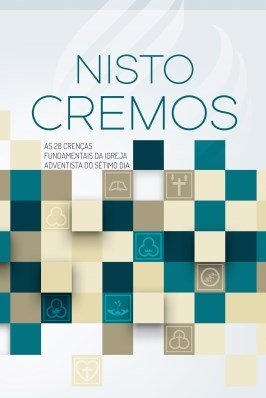 NISTO
CREMOS
AS 28 CRENÇAS
FUNDAMENTAIS DA IGREJA
ADVENTISTA DO SÉTIMO DIA